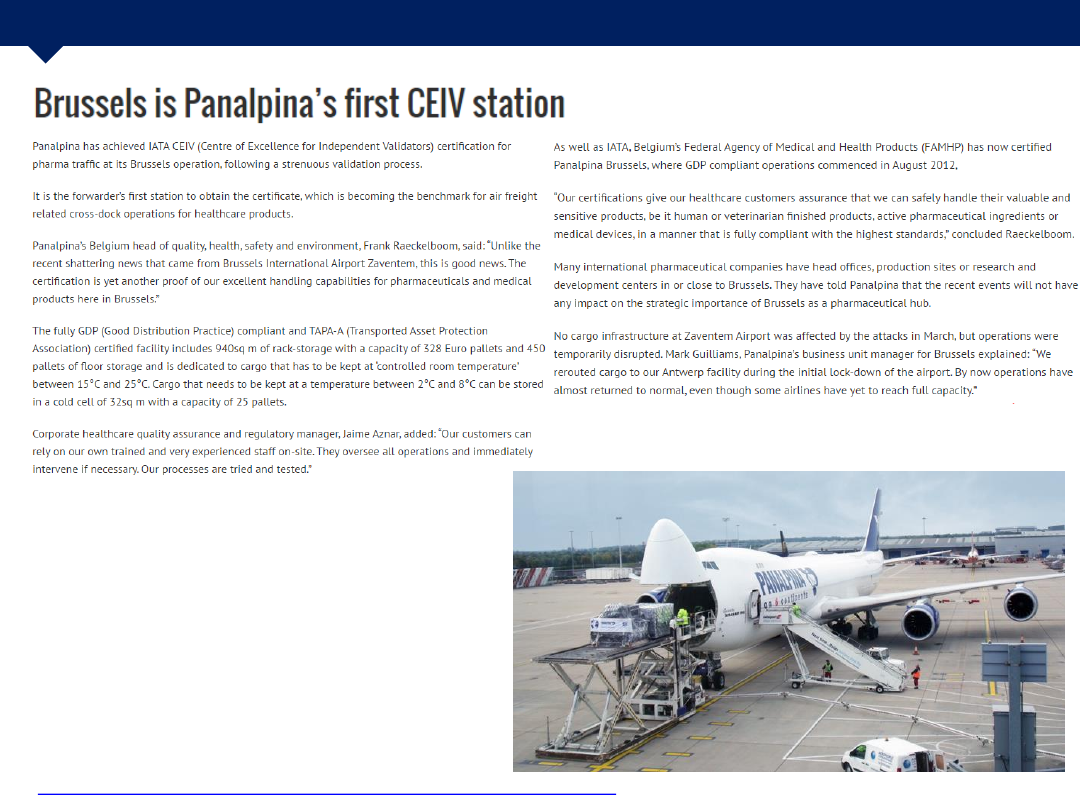 Brussels is Panalpina's first CEIV station
Panalpina has achieved IATA CEIV (Centre of Excellence for Independent Validators) certification for
pharma traffic at its Brussels operation, following a strenuous validation process.
It is the forwarder's first station to obtain the certificate, which is becoming the benchmark for air freight
related cross-dock operations for healthcare products.
Panalpina's Belgium head of quality, health, safety and environment, Frank Raeckelboom, said: "Unlike the
recent shattering news that came from Brussels International Airport Zaventem, this is good news. The
certification is yet another proof of our excellent handling capabilities for pharmaceuticals and medical
products here in Brussels."
The fully GDP (Good Distribution Practice) compliant and TAPA-A (Transported Asset Protection
Association) certified facility includes 940sq m of rack-storage with a capacity of 328 Euro pallets and 450
pallets of floor storage and is dedicated to cargo that has to be kept at 'controlled room temperature'
between 15°C and 25°C. Cargo that needs to be kept at a temperature between 2°C and 8°C can be stored
in a cold cell of 32sq m with a capacity of 25 pallets.
Corporate healthcare quality assurance and regulatory manager, Jaime Aznar, added: "Our customers can
rely on our own trained and very experienced staff on-site. They oversee all operations and immediately
intervene if necessary. Our processes are tried and tested."
As well as IATA, Belgium's Federal Agency of Medical and Health Products (FAMHP) has now certified
Panalpina Brussels, where GDP compliant operations commenced in August 2012,
"Our certifications give our healthcare customers assurance that we can safely handle their valuable and
sensitive products, be it human or veterinarian finished products, active pharmaceutical ingredients or
medical devices, in a manner that is fully compliant with the highest standards," concluded Raeckelboom.
Many international pharmaceutical companies have head offices, production sites or research and
development centers in or close to Brussels. They have told Panalpina that the recent events will not have
any impact on the strategic importance of Brussels as a pharmaceutical hub.
No cargo infrastructure at Zaventem Airport was affected by the attacks in March, but operations were
temporarily disrupted. Mark Guilliams, Panalpina's business unit manager for Brussels explained: "We
rerouted cargo to our Antwerp facility during the initial lock-down of the airport. By now operations have
almost returned to normal, even though some airlines have yet to reach full capacity."
PANALPINA